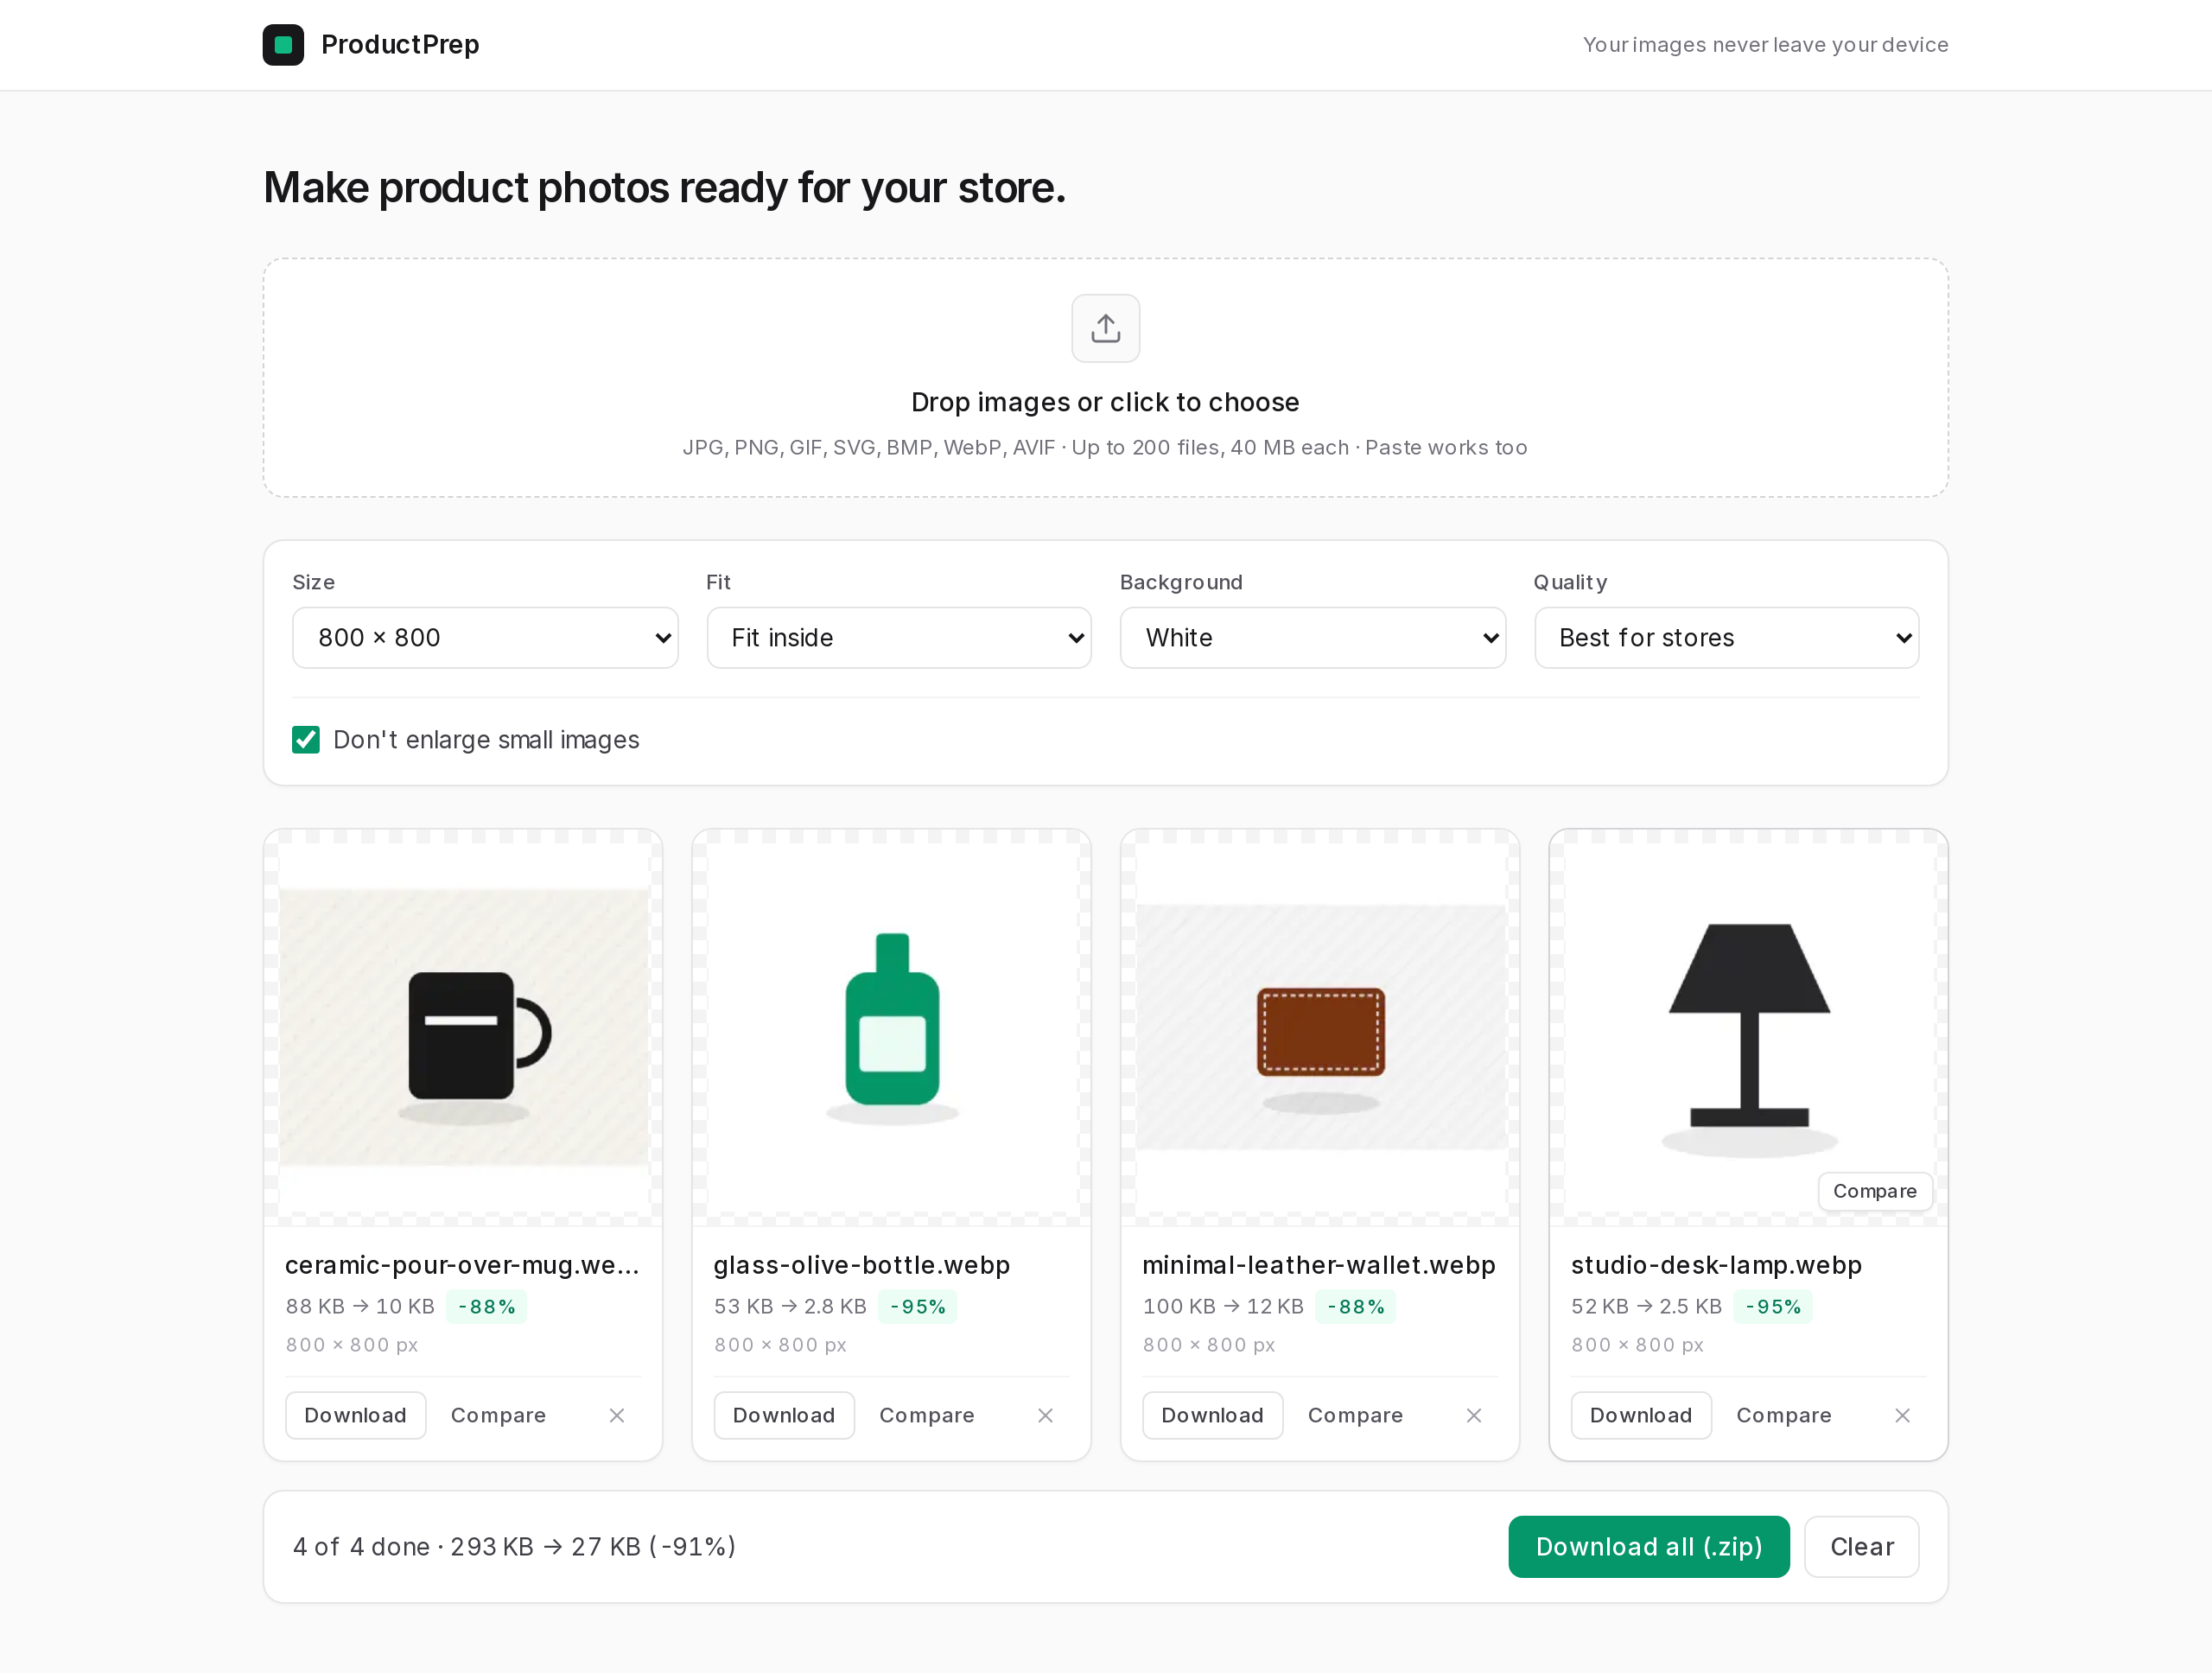 ProductPrep
Your images never leave your device
Make product photos ready for your store.
Drop images or click to choose
JPG, PNG, GIF, SVG, BMP, WebP, AVIF · Up to 200 files, 40 MB each · Paste works too
Size
Fit
Background
Quality
800 × 800
Fit inside
White
Best for stores
Don't enlarge small images
Compare
ceramic-pour-over-mug.we...
88 KB → 10 KB -88%
800 × 800 px
Download Compare ×
glass-olive-bottle.webp
53 KB → 2.8 KB -95%
800 × 800 px
Download Compare ×
minimal-leather-wallet.webp
100 KB → 12 KB -88%
800 × 800 px
Download Compare ×
studio-desk-lamp.webp
52 KB → 2.5 KB -95%
800 × 800 px
Download Compare ×
4 of 4 done · 293 KB → 27 KB (-91%)
Download all (.zip)
Clear